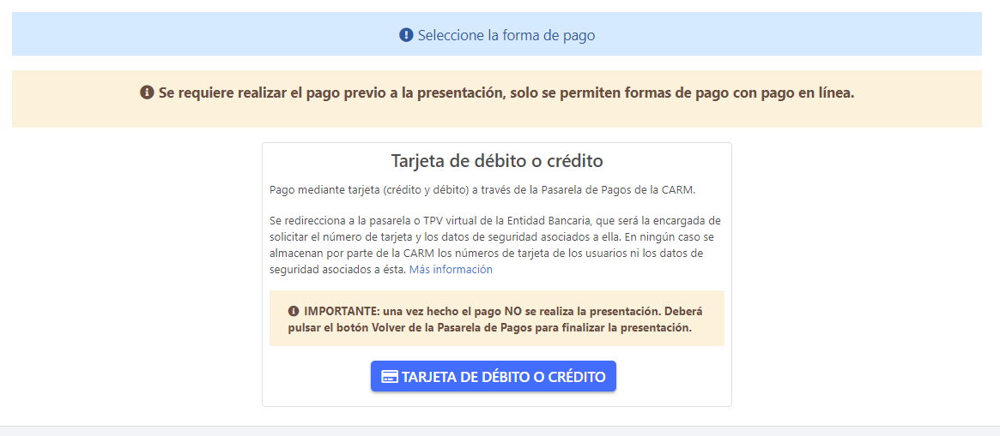 Seleccione la forma de pago
Se requiere realizar el pago previo a la presentación, solo se permiten formas de pago con pago en línea.
Tarjeta de débito o crédito
Pago mediante tarjeta (crédito y débito) a través de la Pasarela de Pagos de la CARM.
Se redirecciona a la pasarela o TPV virtual de la Entidad Bancaria, que será la encargada de
solicitar el número de tarjeta y los datos de seguridad asociados a ella. En ningún caso se
almacenan por parte de la CARM los números de tarjeta de los usuarios ni los datos de
seguridad asociados a ésta. Más información
IMPORTANTE: una vez hecho el pago NO se realiza la presentación. Deberá
pulsar el botón Volver de la Pasarela de Pagos para finalizar la presentación.
TARJETA DE DÉBITO O CRÉDITO